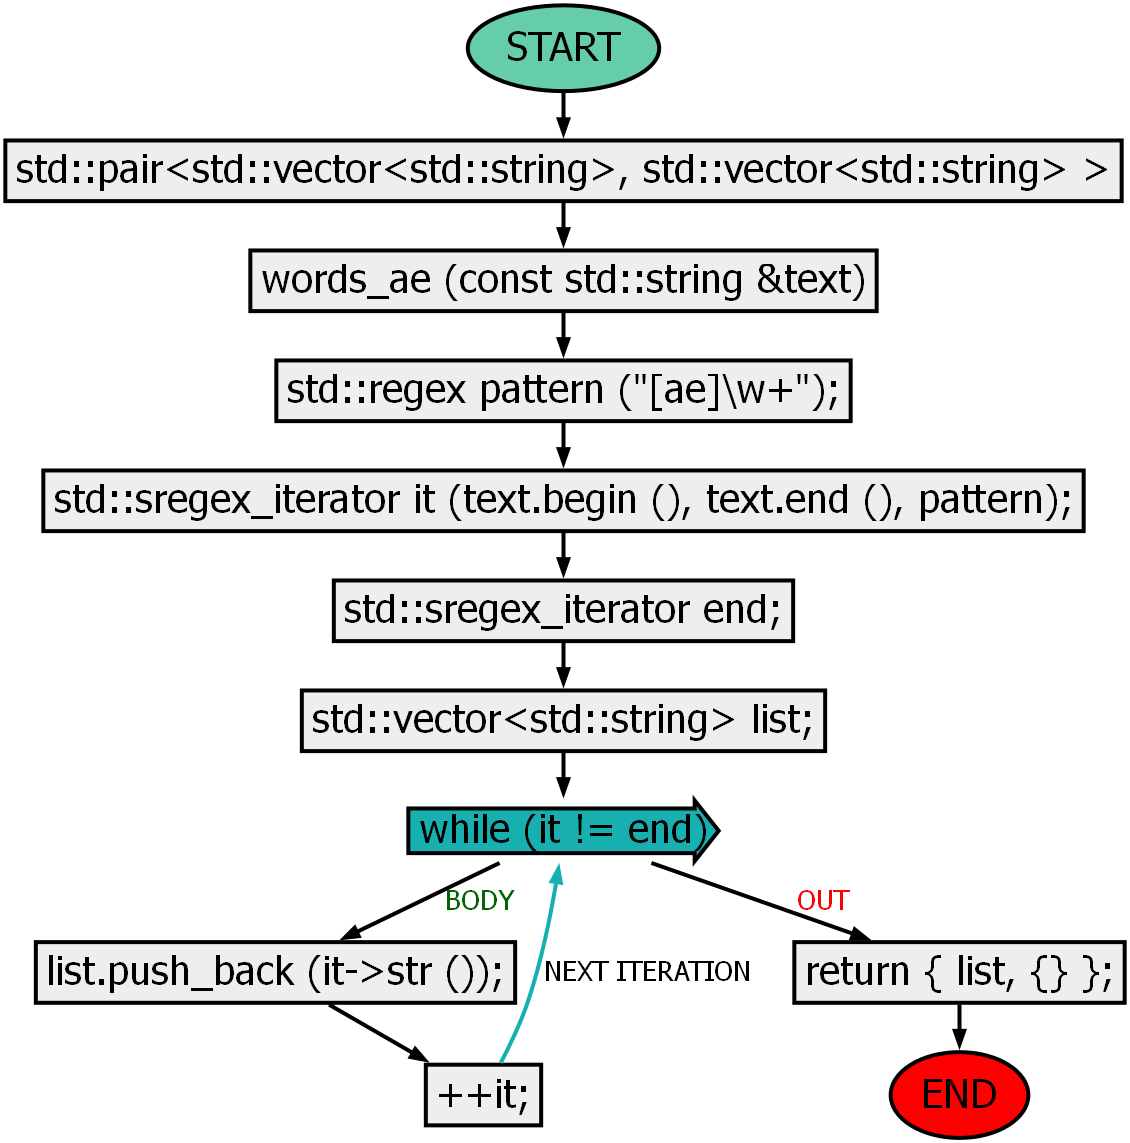 START
std::pair<std::vector<std::string>, std::vector<std::string> >
words_ae (const std::string &text)
std::regex pattern ("[ae]\w+");
std::sregex_iterator it (text.begin (), text.end (), pattern);
std::sregex_iterator end;
std::vector<std::string> list;
while (it != end)
BODY
OUT
list.push_back (it->str ());
NEXT ITERATION
return { list, {} };
++it;
END